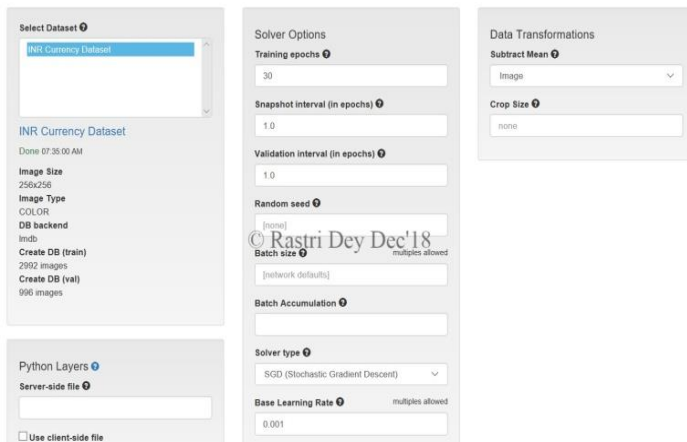 Select Dataset
INR Currency Dataset
INR Currency Dataset
Done 07:35:00 AM
Image Size
256x256
Image Type
COLOR
DB backend
lmdb
Create DB (train)
2992 images
Create DB (val)
996 images
Python Layers
Server-side file
Use client-side file
Solver Options
Training epochs
30
Snapshot interval (in epochs)
1.0
Validation interval (in epochs)
1.0
Random seed
[none]
© Rastri Dey Dec'18
Batch size multiples allowed
[network defaults]
Batch Accumulation
Solver type
SGD (Stochastic Gradient Descent)
Base Learning Rate multiples allowed
0.001
Data Transformations
Subtract Mean
Image
Crop Size
none